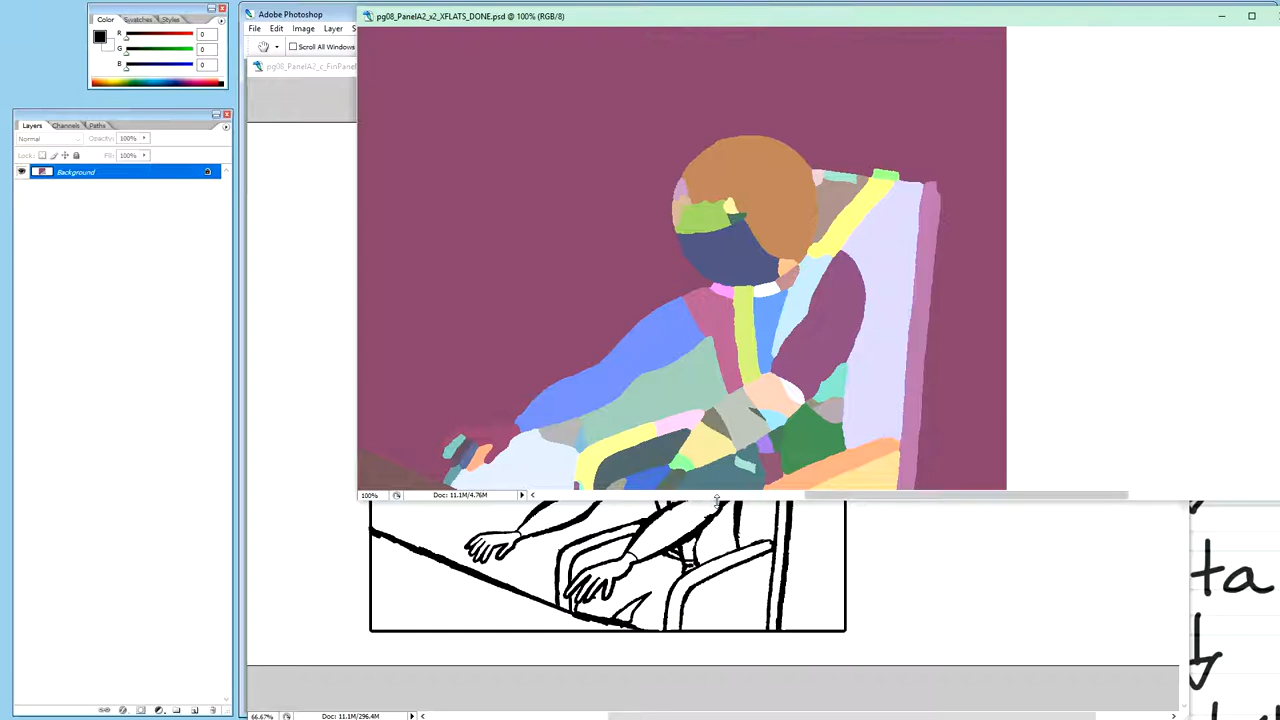 Color Swatches Styles
R 0
G 0
B 0
Layers Channels Paths
Normal Opacity: 100%
Lock: Fill: 100%
Background
Adobe Photoshop
File Edit Image Layer S
Scroll All Windows
pg08_PanelA2_c_FinPanel
pg08_PanelA2_x2_XFLATS_DONE.psd @ 100% (RGB/8)
100% Doc: 11.1M/4.76M
ta
66.67% Doc: 11.1M/296.4M